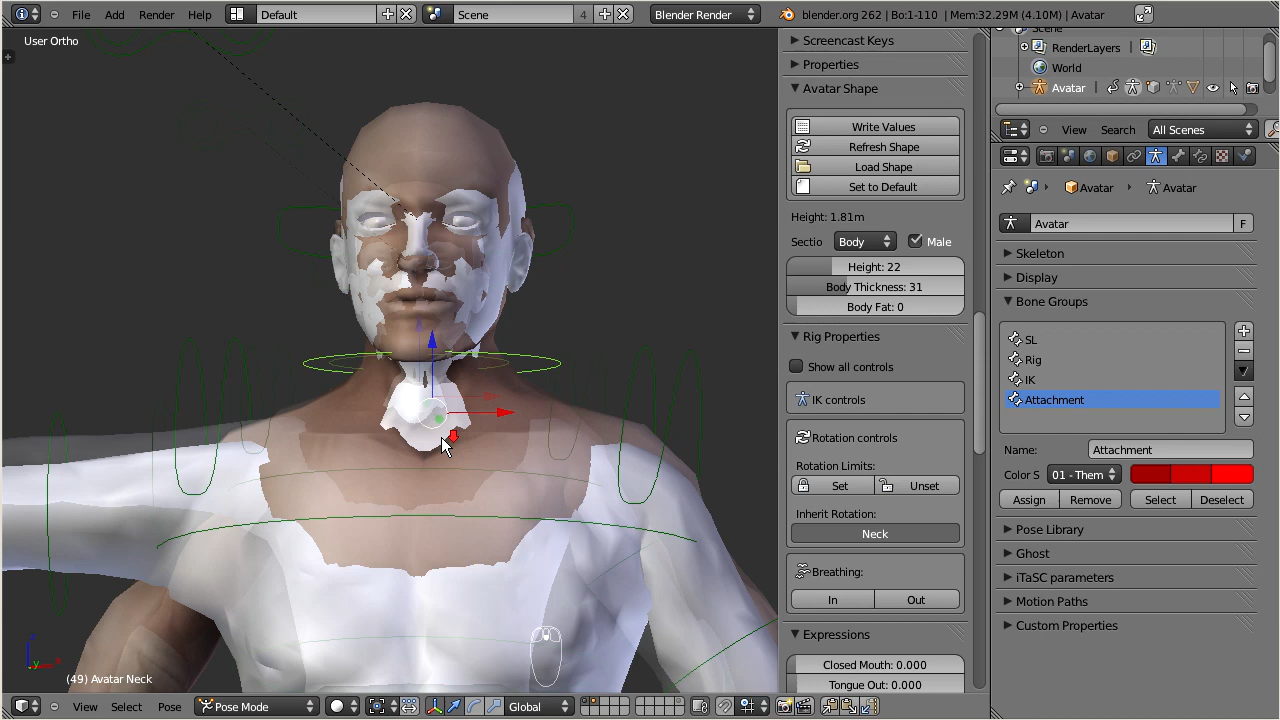 File Add Render Help Default Scene 4 Blender Render blender.org 262 | Bo:1-110 | Mem:32.29M (4.10M) | Avatar
User Ortho
(49) Avatar Neck
z
x
y
View Select Pose Pose Mode Global
Screencast Keys
Properties
Avatar Shape
Write Values
Refresh Shape
Load Shape
Set to Default
Height: 1.81m
Sectio Body Male
Height: 22
Body Thickness: 31
Body Fat: 0
Rig Properties
Show all controls
IK controls
Rotation controls
Rotation Limits:
Set Unset
Inherit Rotation:
Neck
Breathing:
In Out
Expressions
Closed Mouth: 0.000
Tongue Out: 0.000
Scene
RenderLayers
World
Avatar
View Search All Scenes
Avatar Avatar
Avatar F
Skeleton
Display
Bone Groups
SL
Rig
IK
Attachment
Name: Attachment
Color S 01 - Them
Assign Remove Select Deselect
Pose Library
Ghost
iTaSC parameters
Motion Paths
Custom Properties